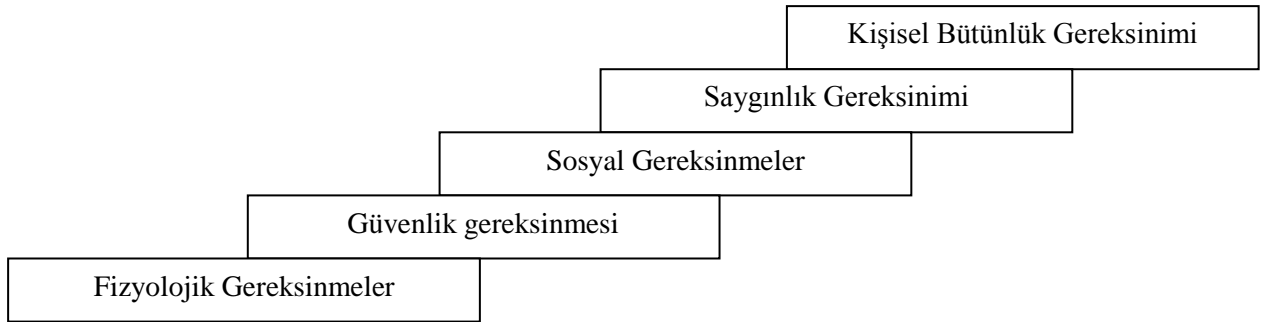 Kişisel Bütünlük Gereksinimi
Saygınlık Gereksinimi
Sosyal Gereksinmeler
Güvenlik gereksinmesi
Fizyolojik Gereksinmeler